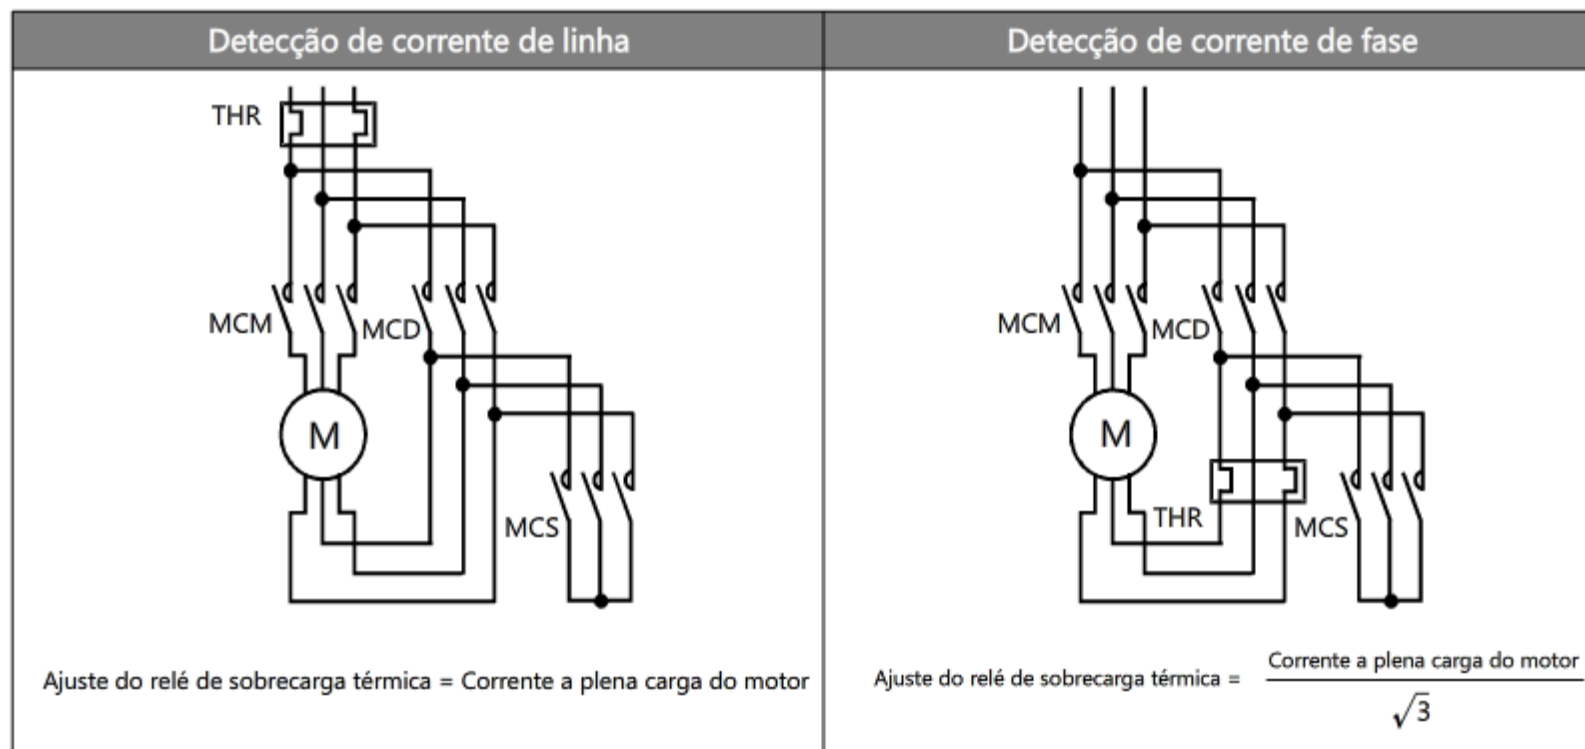 Detecção de corrente de linha
Detecção de corrente de fase
THR
MCM
MCD
M
MCS
Ajuste do relé de sobrecarga térmica = Corrente a plena carga do motor
MCM
MCD
M
THR
MCS
Ajuste do relé de sobrecarga térmica = Corrente a plena carga do motor
√3